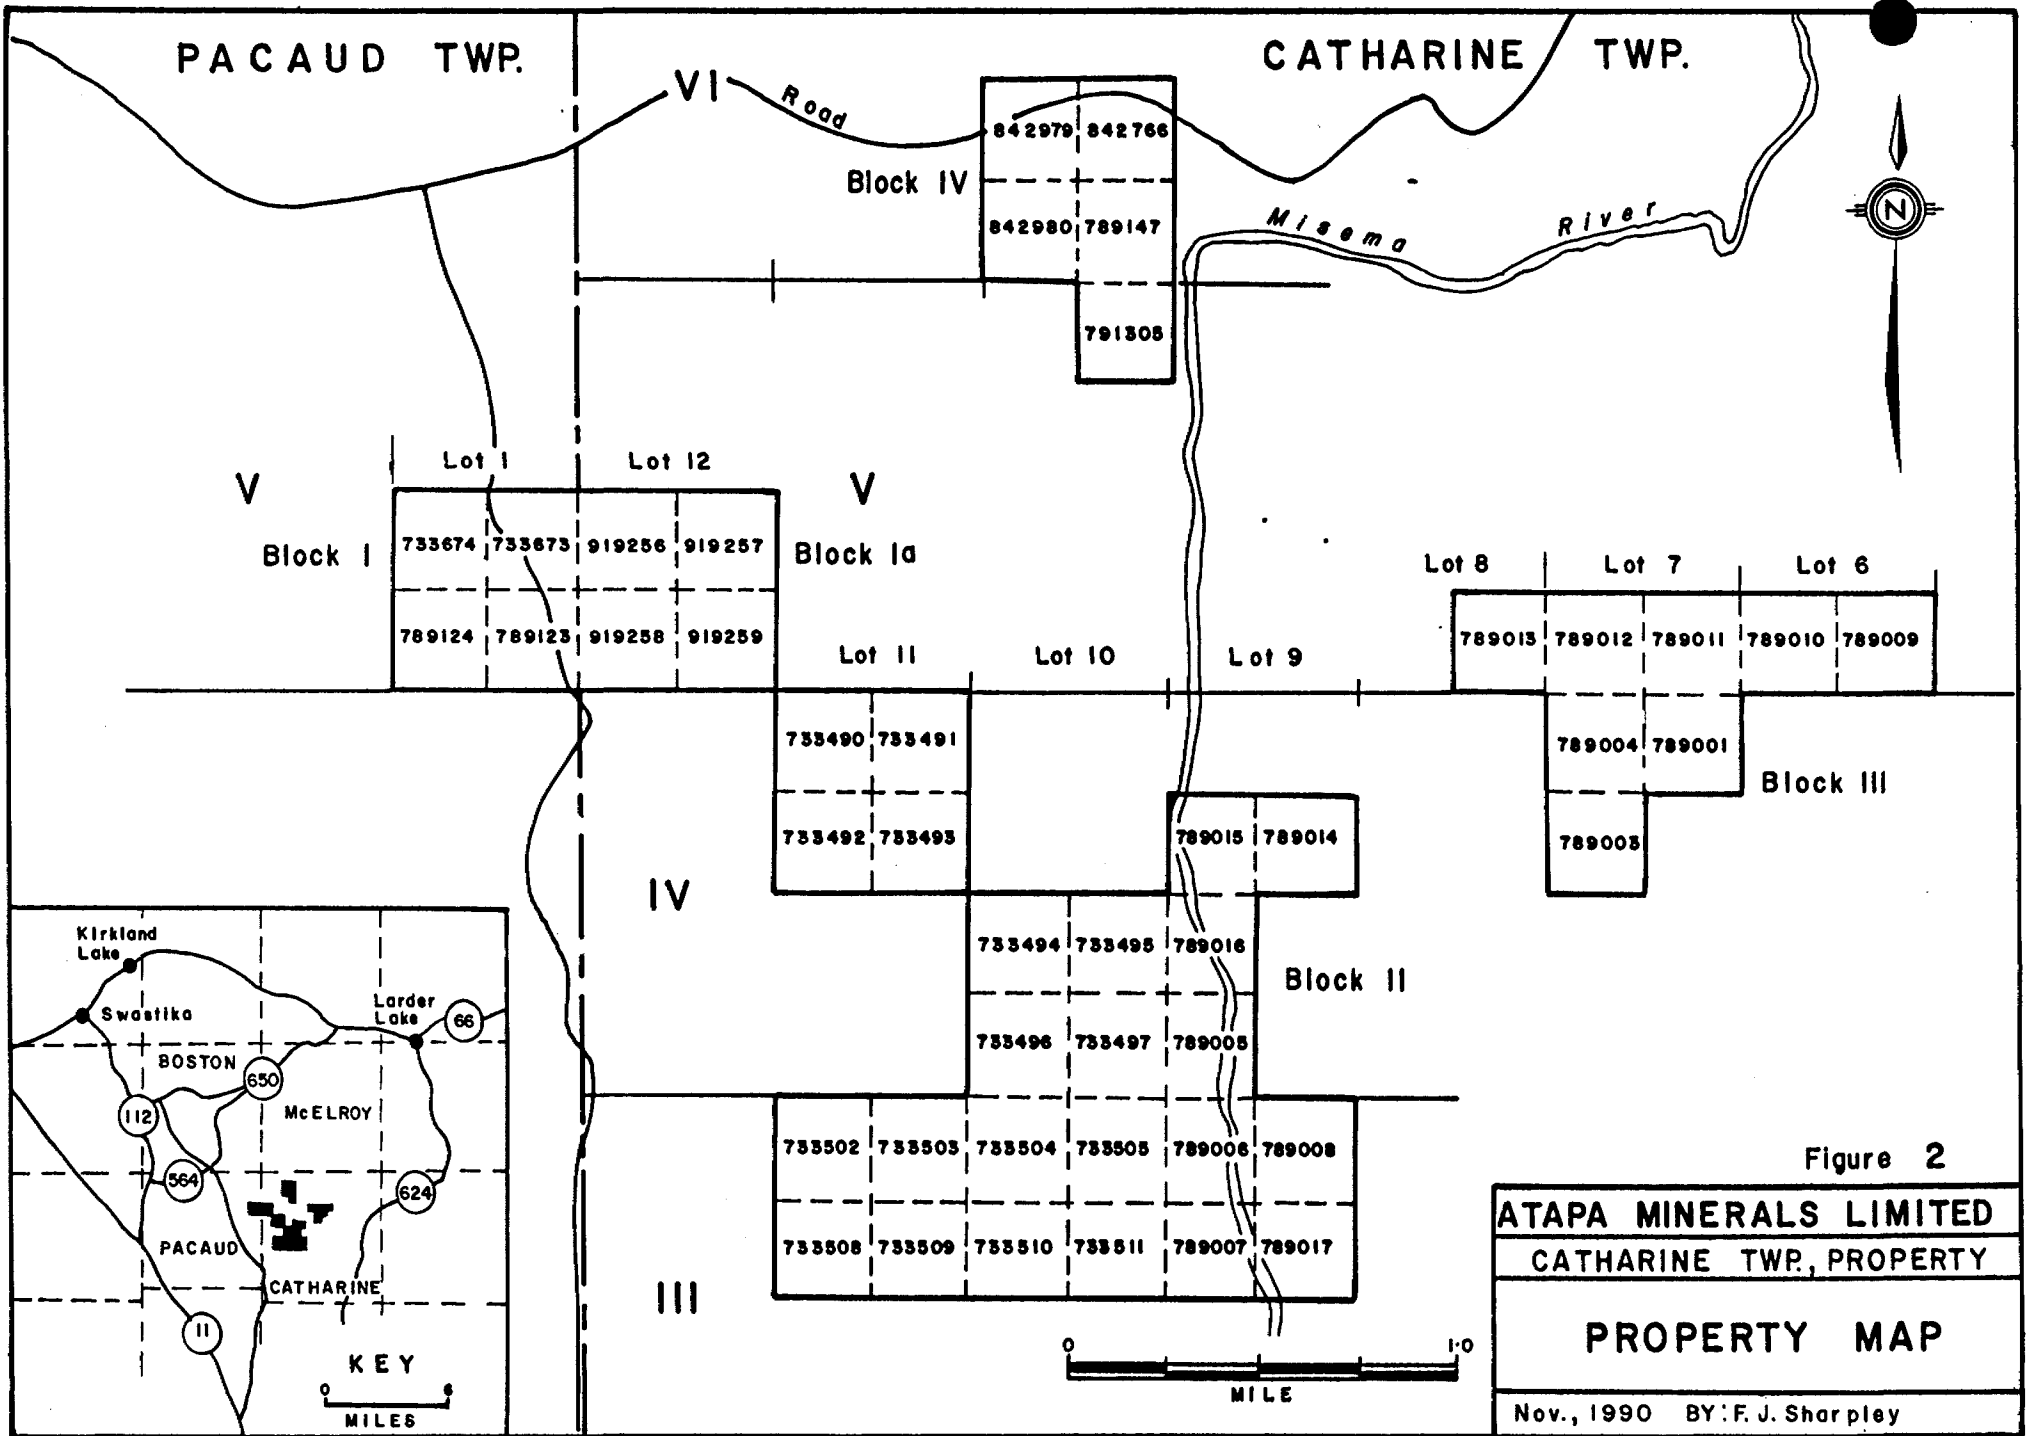 PACAUD TWP.
CATHARINE TWP.
VI
Road
842979 842766
Block IV
842980 789147
N
Misema River
791305
Lot 1 Lot 12
V
V
Block I
733674 733673 919256 919257
Block Ia
789124 789123 919258 919259
Lot 8 Lot 7 Lot 6
789013 789012 789011 789010 789009
Lot 11 Lot 10 Lot 9
733490 733491
789004 789001
Block III
733492 733493
789015 789014
789003
IV
733494 733495 789016
Block II
733496 733497 789005
733502 733503 733504 733505 789006 789008
733508 733509 733510 733511 789007 789017
III
0 1.0
MILE
Kirkland
Lake
Swastika
Larder
Lake
66
BOSTON
650
112
McELROY
564
624
PACAUD
CATHARINE
11
KEY
0 6
MILES
Figure 2
ATAPA MINERALS LIMITED
CATHARINE TWP., PROPERTY
PROPERTY MAP
Nov., 1990 BY: F. J. Sharpley